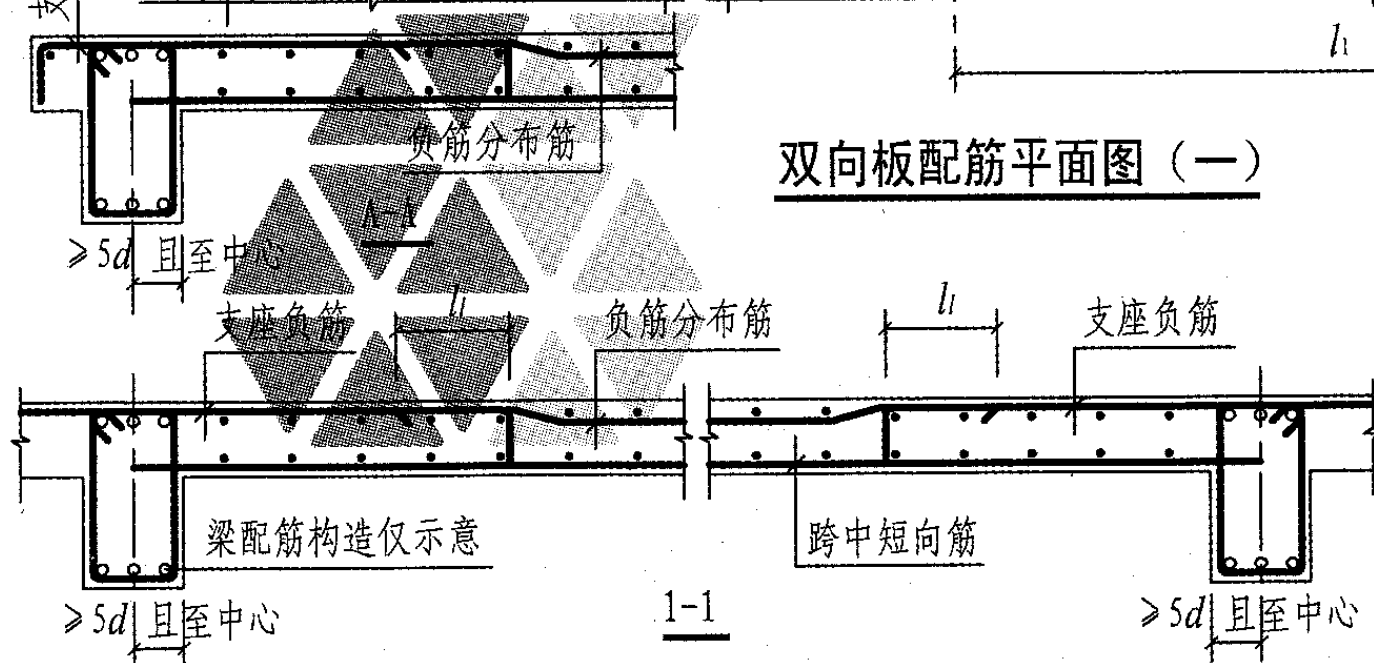 支
l₁
负筋分布筋
双向板配筋平面图（一）
A-A
≥5d 且至中心
支座负筋
lₗ
负筋分布筋
lₗ
支座负筋
梁配筋构造仅示意
跨中短向筋
≥5d 且至中心
1-1
≥5d 且至中心